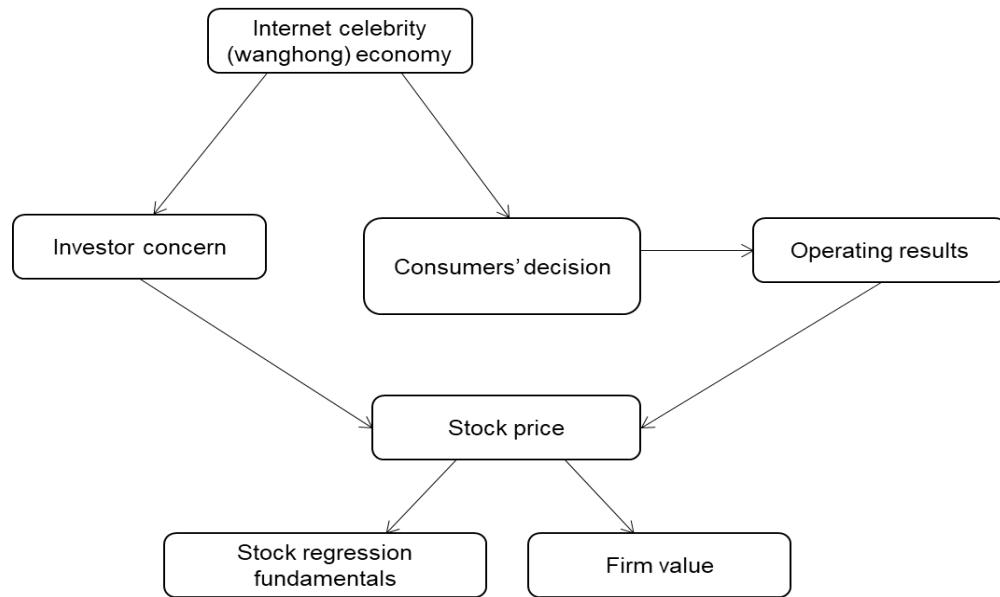 Internet celebrity
(wanghong) economy
Investor concern
Consumers’ decision
Operating results
Stock price
Stock regression
fundamentals
Firm value